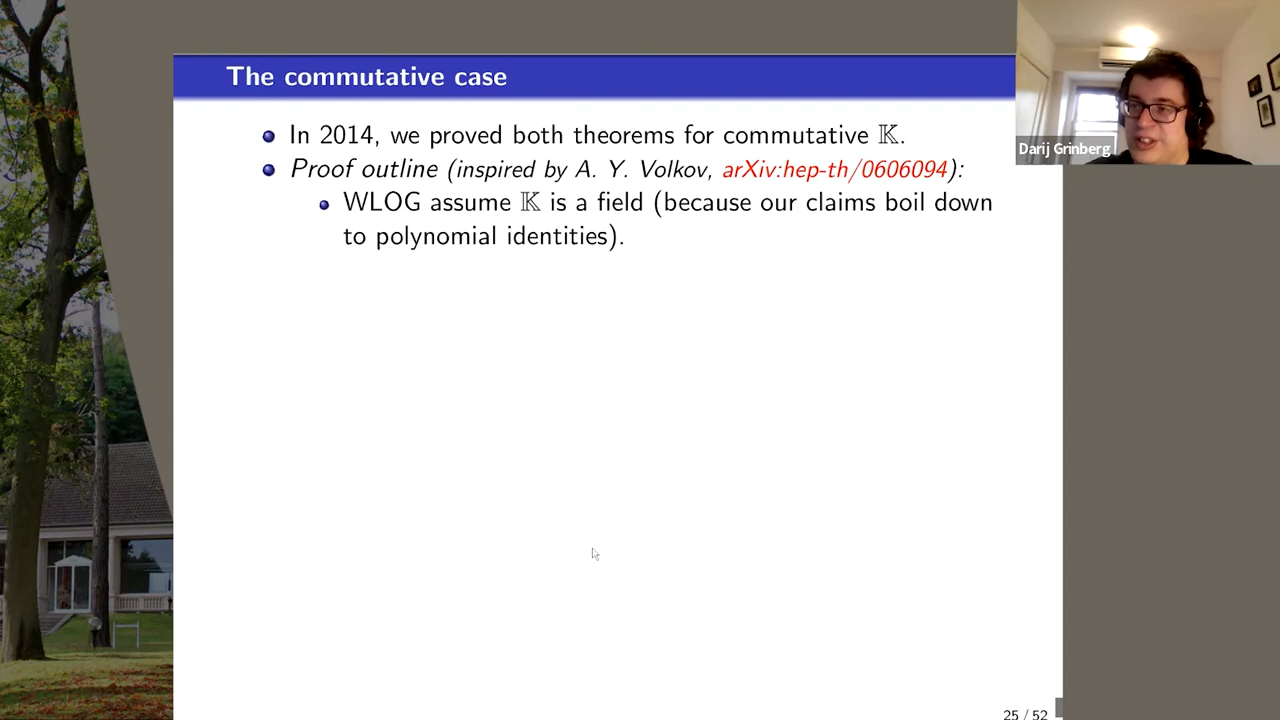 The commutative case
In 2014, we proved both theorems for commutative 𝕂.
Proof outline (inspired by A. Y. Volkov, arXiv:hep-th/0606094):
WLOG assume 𝕂 is a field (because our claims boil down
to polynomial identities).
Darij Grinberg
25 / 52